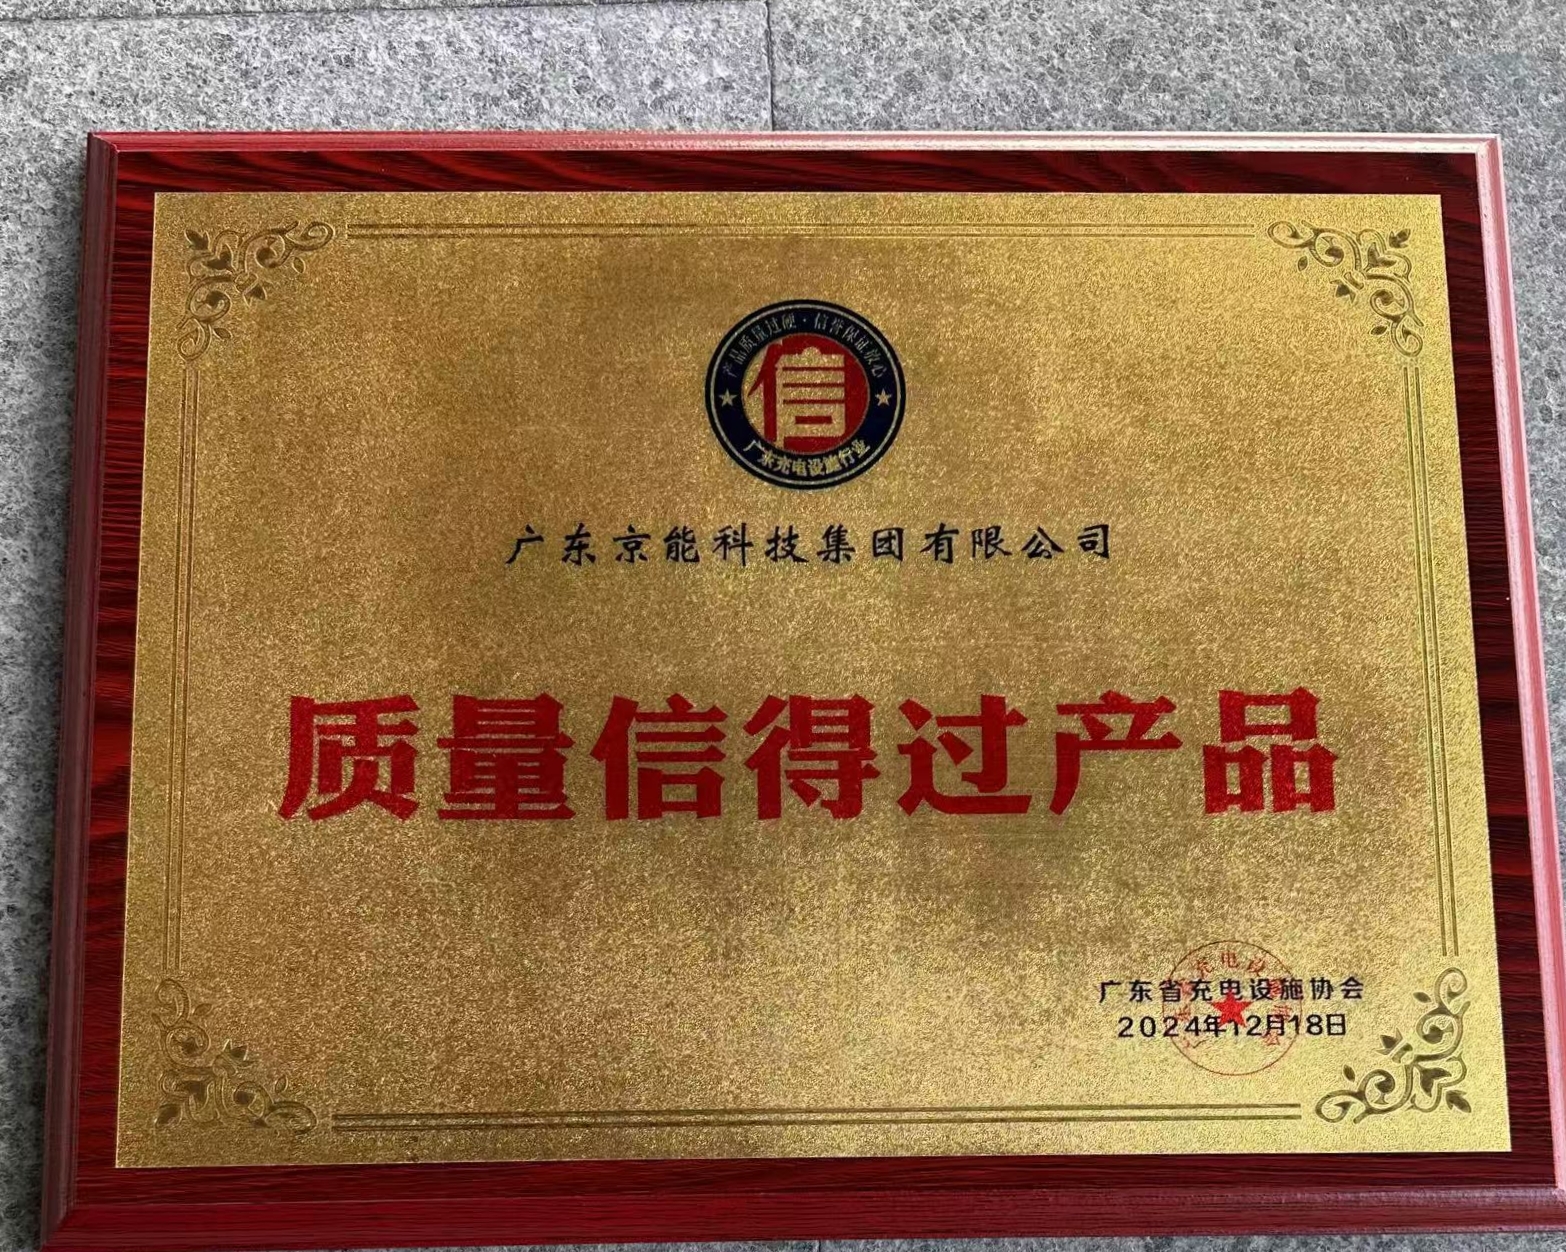 产品质量过硬·信誉保证放心
信
广东充电设施行业
广东京能科技集团有限公司
质量信得过产品
广东省充电设施协会
2024年12月18日